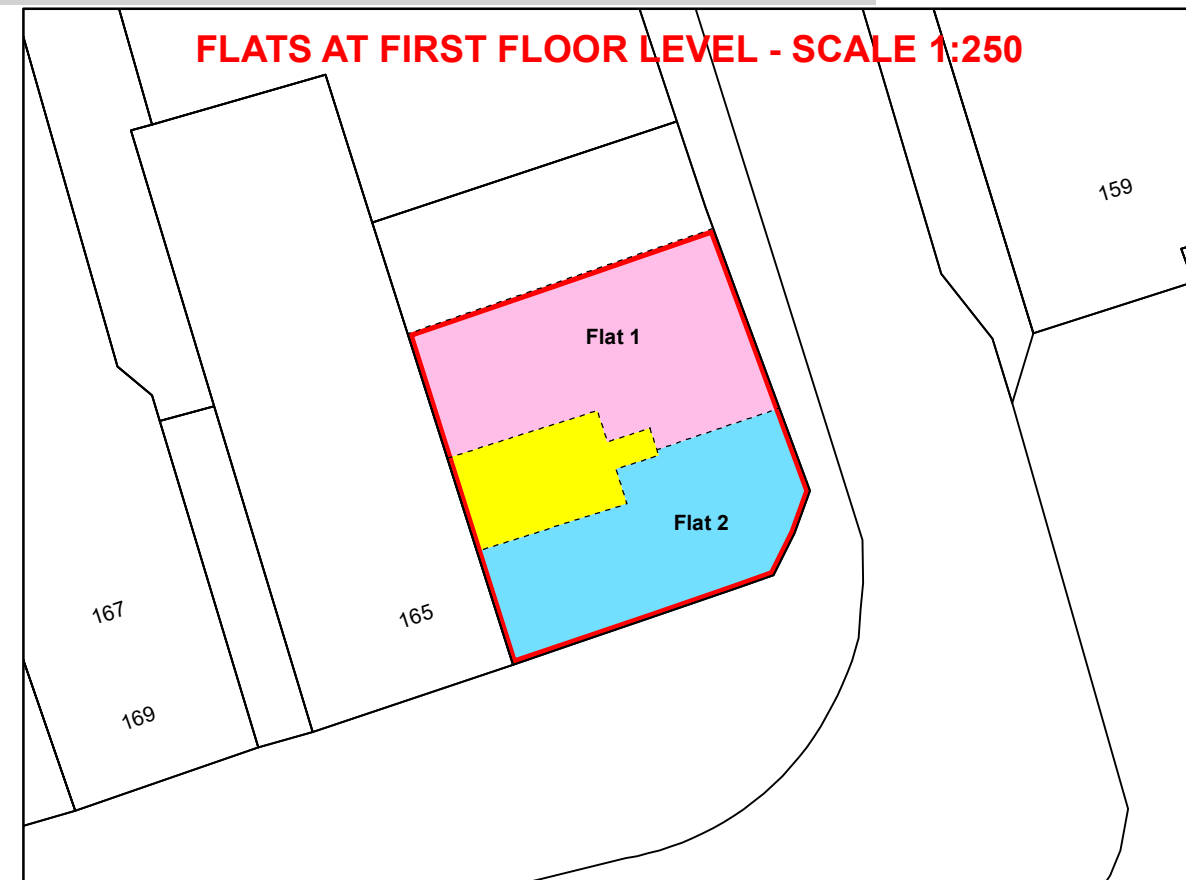 FLATS AT FIRST FLOOR LEVEL - SCALE 1:250
159
Flat 1
Flat 2
167
165
169